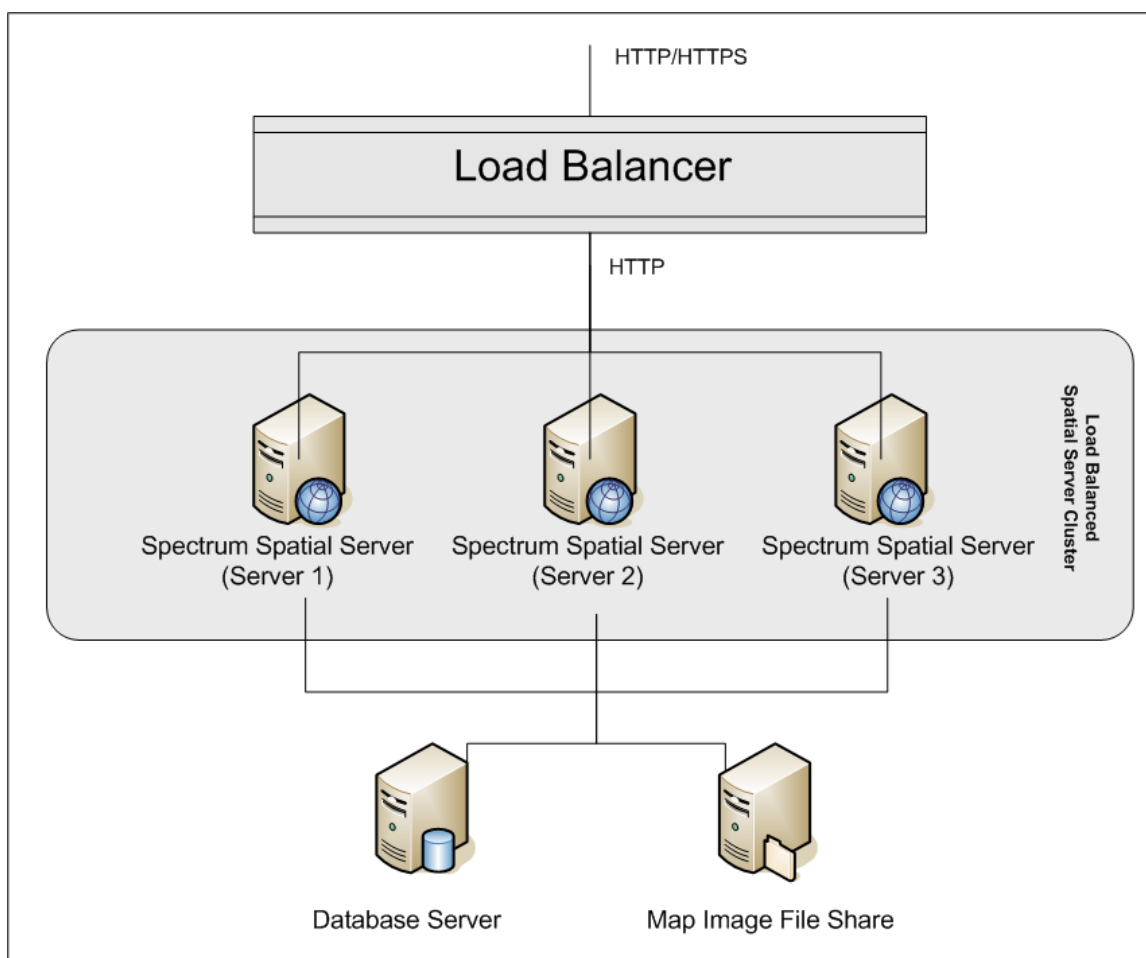 HTTP/HTTPS
Load Balancer
HTTP
Load Balanced
Spatial Server Cluster
Spectrum Spatial Server
(Server 1)
Spectrum Spatial Server
(Server 2)
Spectrum Spatial Server
(Server 3)
Database Server
Map Image File Share